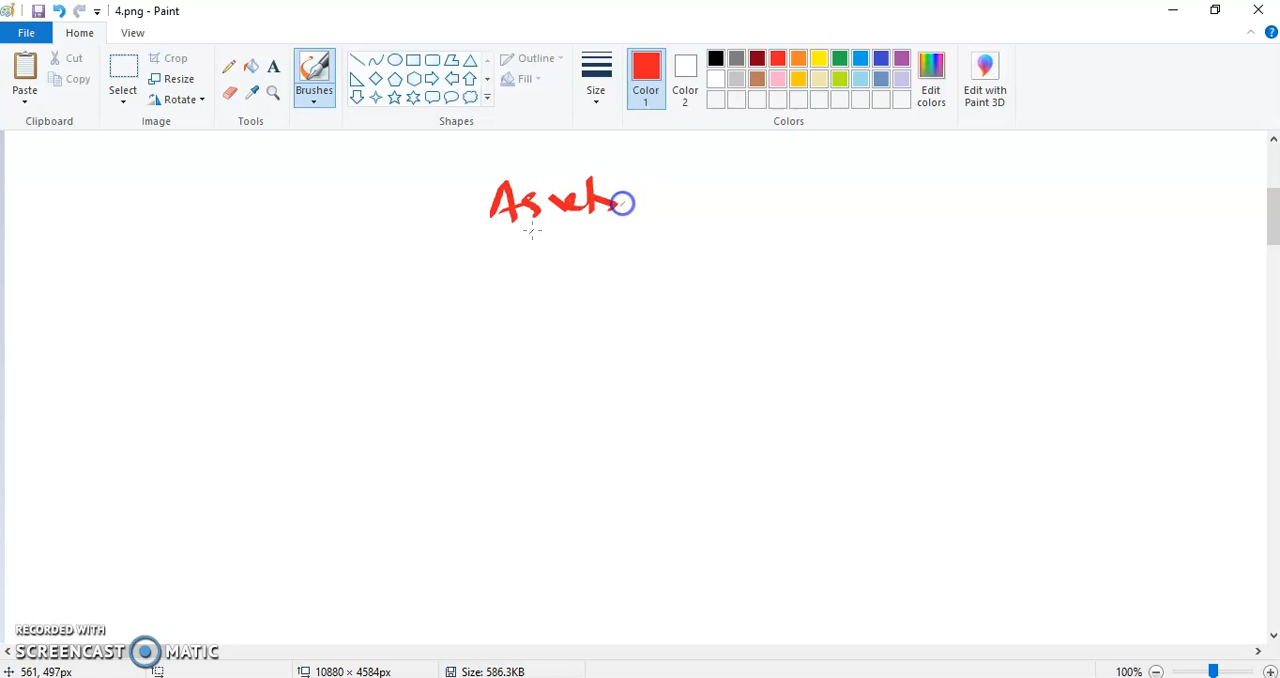 4.png - Paint
File Home View
Paste Cut Copy Clipboard
Select Crop Resize Rotate Image
Tools
Brushes
Outline Fill Shapes
Size
Color 1 Color 2 Edit colors Colors
Edit with Paint 3D
Assets
RECORDED WITH
SCREENCAST MATIC
561, 497px 10880 × 4584px Size: 586.3KB 100%